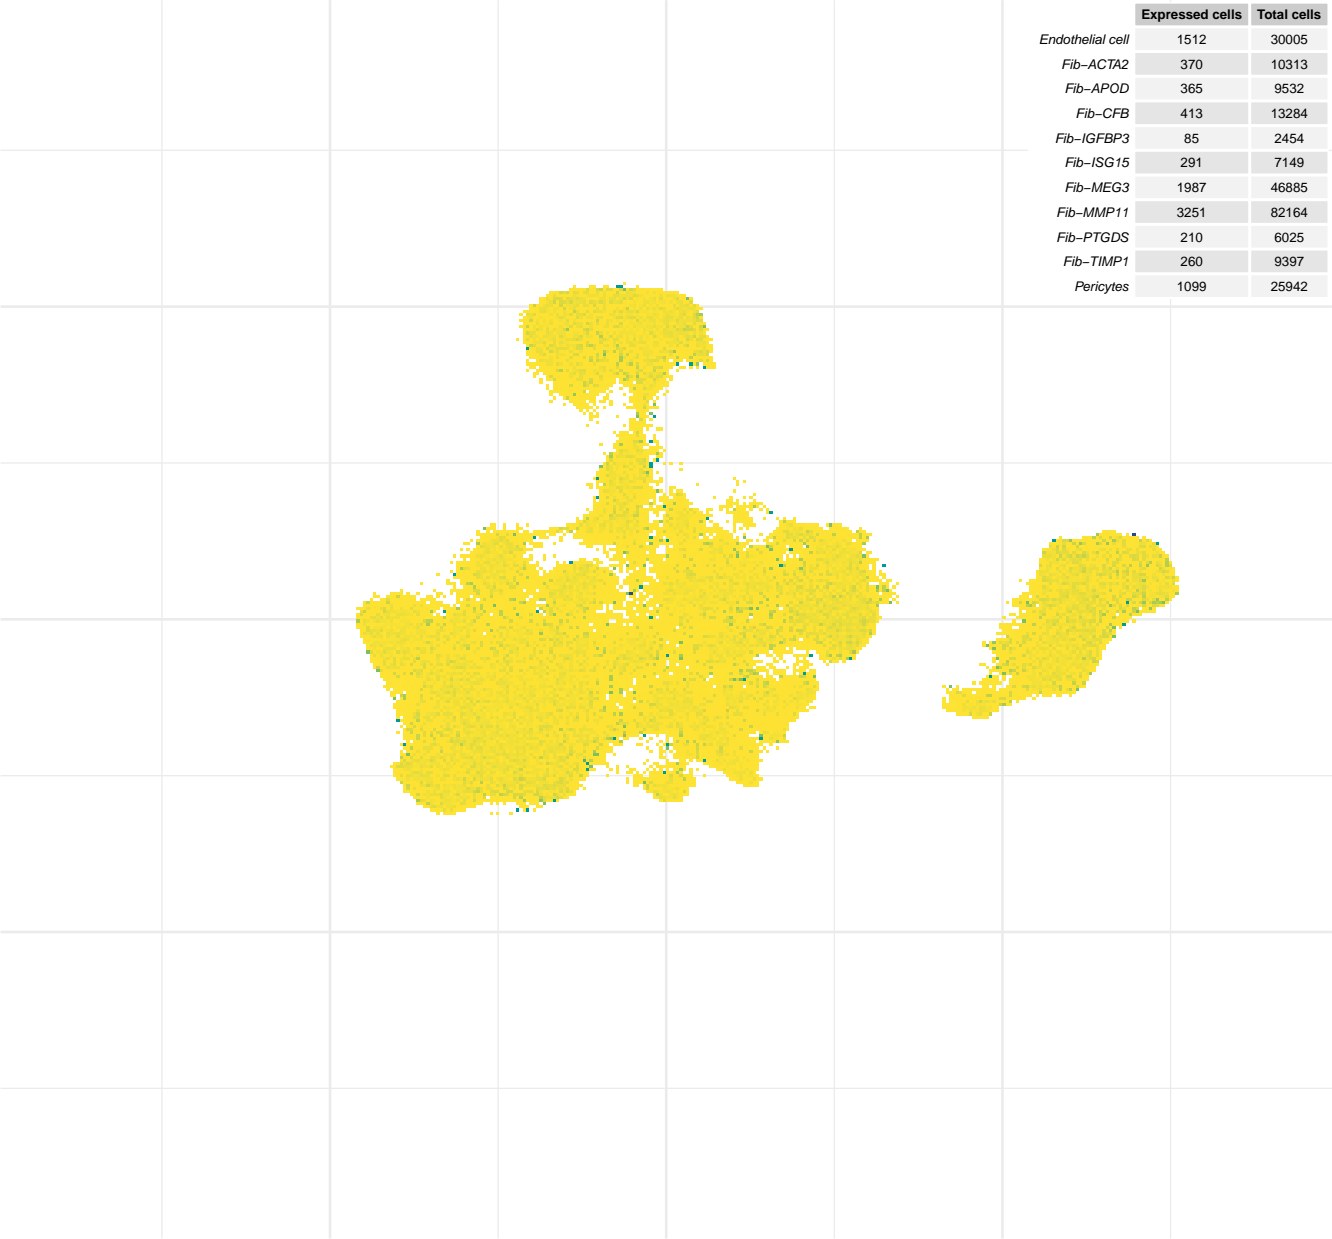 Expressed cells Total cells
Endothelial cell 1512 30005
Fib−ACTA2 370 10313
Fib−APOD 365 9532
Fib−CFB 413 13284
Fib−IGFBP3 85 2454
Fib−ISG15 291 7149
Fib−MEG3 1987 46885
Fib−MMP11 3251 82164
Fib−PTGDS 210 6025
Fib−TIMP1 260 9397
Pericytes 1099 25942